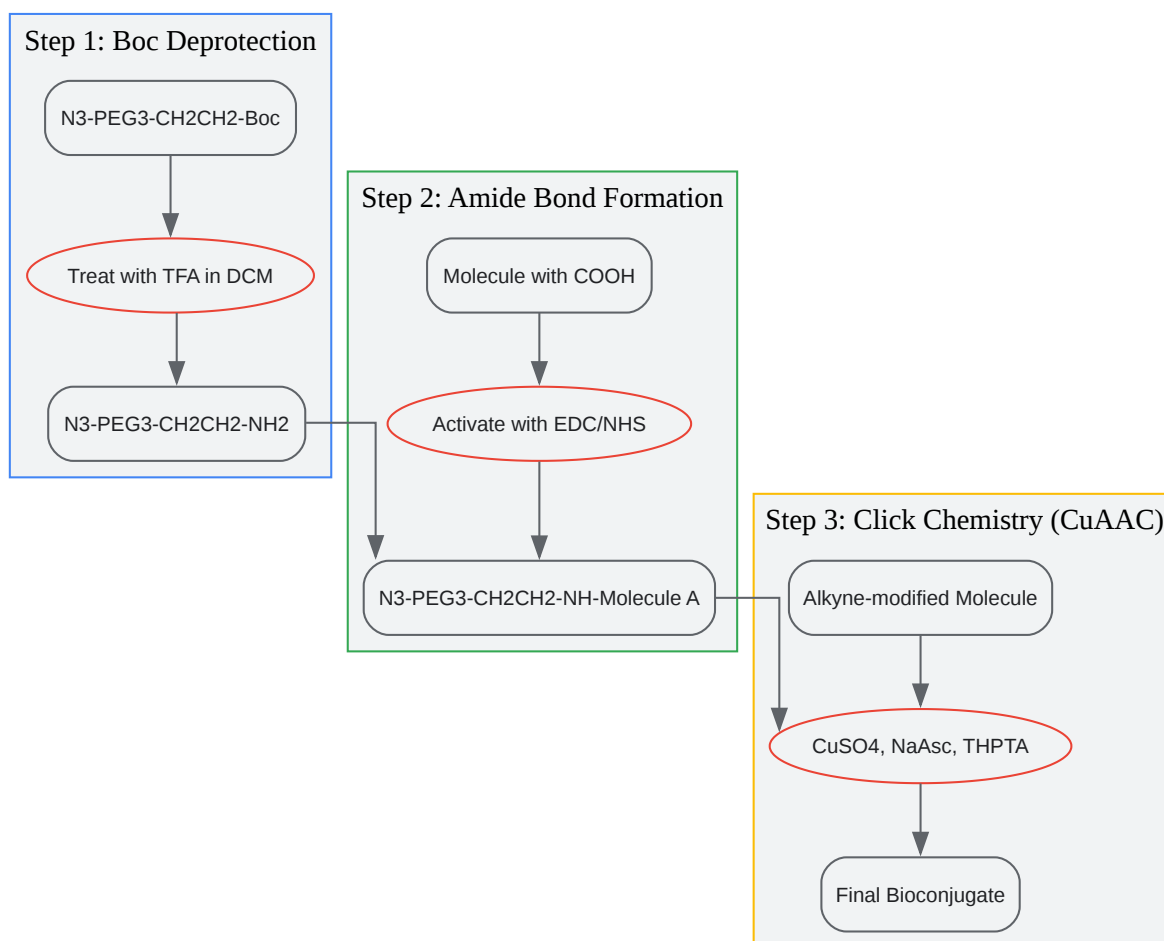 Step 1: Boc Deprotection
N3-PEG3-CH2CH2-Boc
Treat with TFA in DCM
N3-PEG3-CH2CH2-NH2
Step 2: Amide Bond Formation
Molecule with COOH
Activate with EDC/NHS
N3-PEG3-CH2CH2-NH-Molecule A
Step 3: Click Chemistry (CuAAC)
Alkyne-modified Molecule
CuSO4, NaAsc, THPTA
Final Bioconjugate